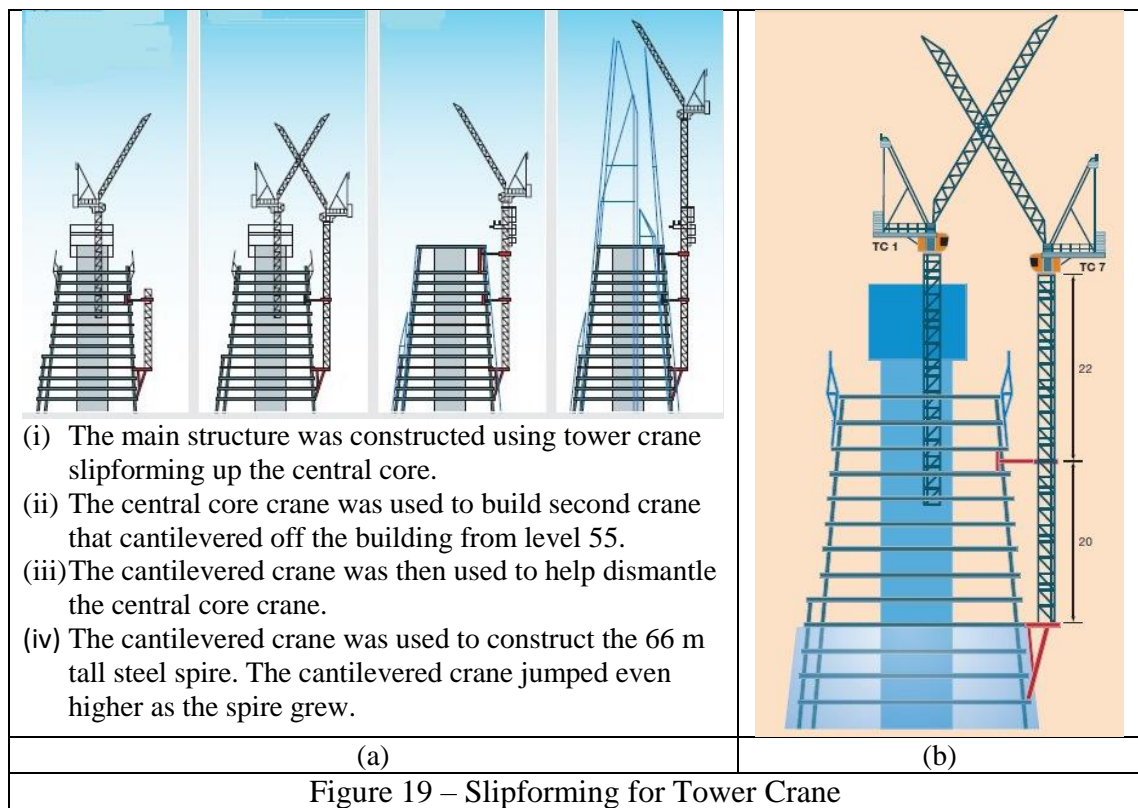 (i) The main structure was constructed using tower crane
slipforming up the central core.
(ii) The central core crane was used to build second crane
that cantilevered off the building from level 55.
(iii)The cantilevered crane was then used to help dismantle
the central core crane.
(iv) The cantilevered crane was used to construct the 66 m
tall steel spire. The cantilevered crane jumped even
higher as the spire grew.
TC 1
TC 7
22
20
(a)
(b)
Figure 19 – Slipforming for Tower Crane